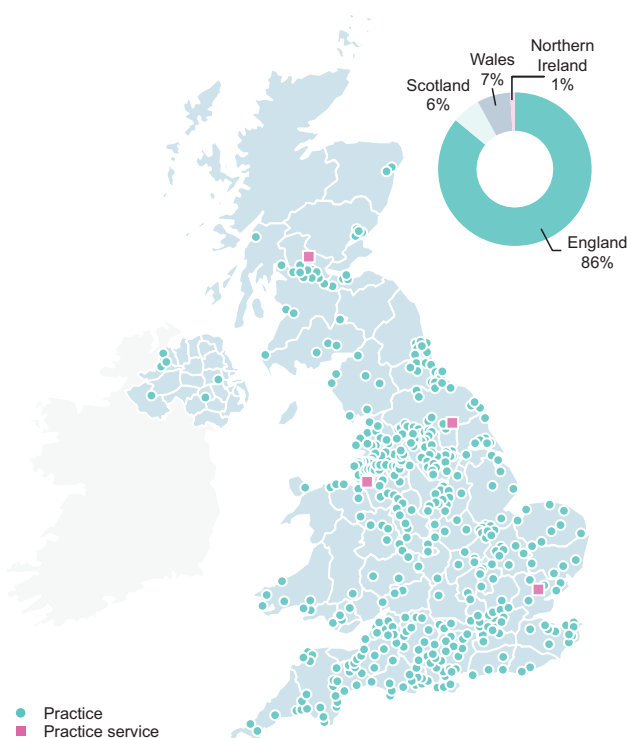 Northern
Ireland
1%
Wales
7%
Scotland
6%
England
86%
Practice
Practice service